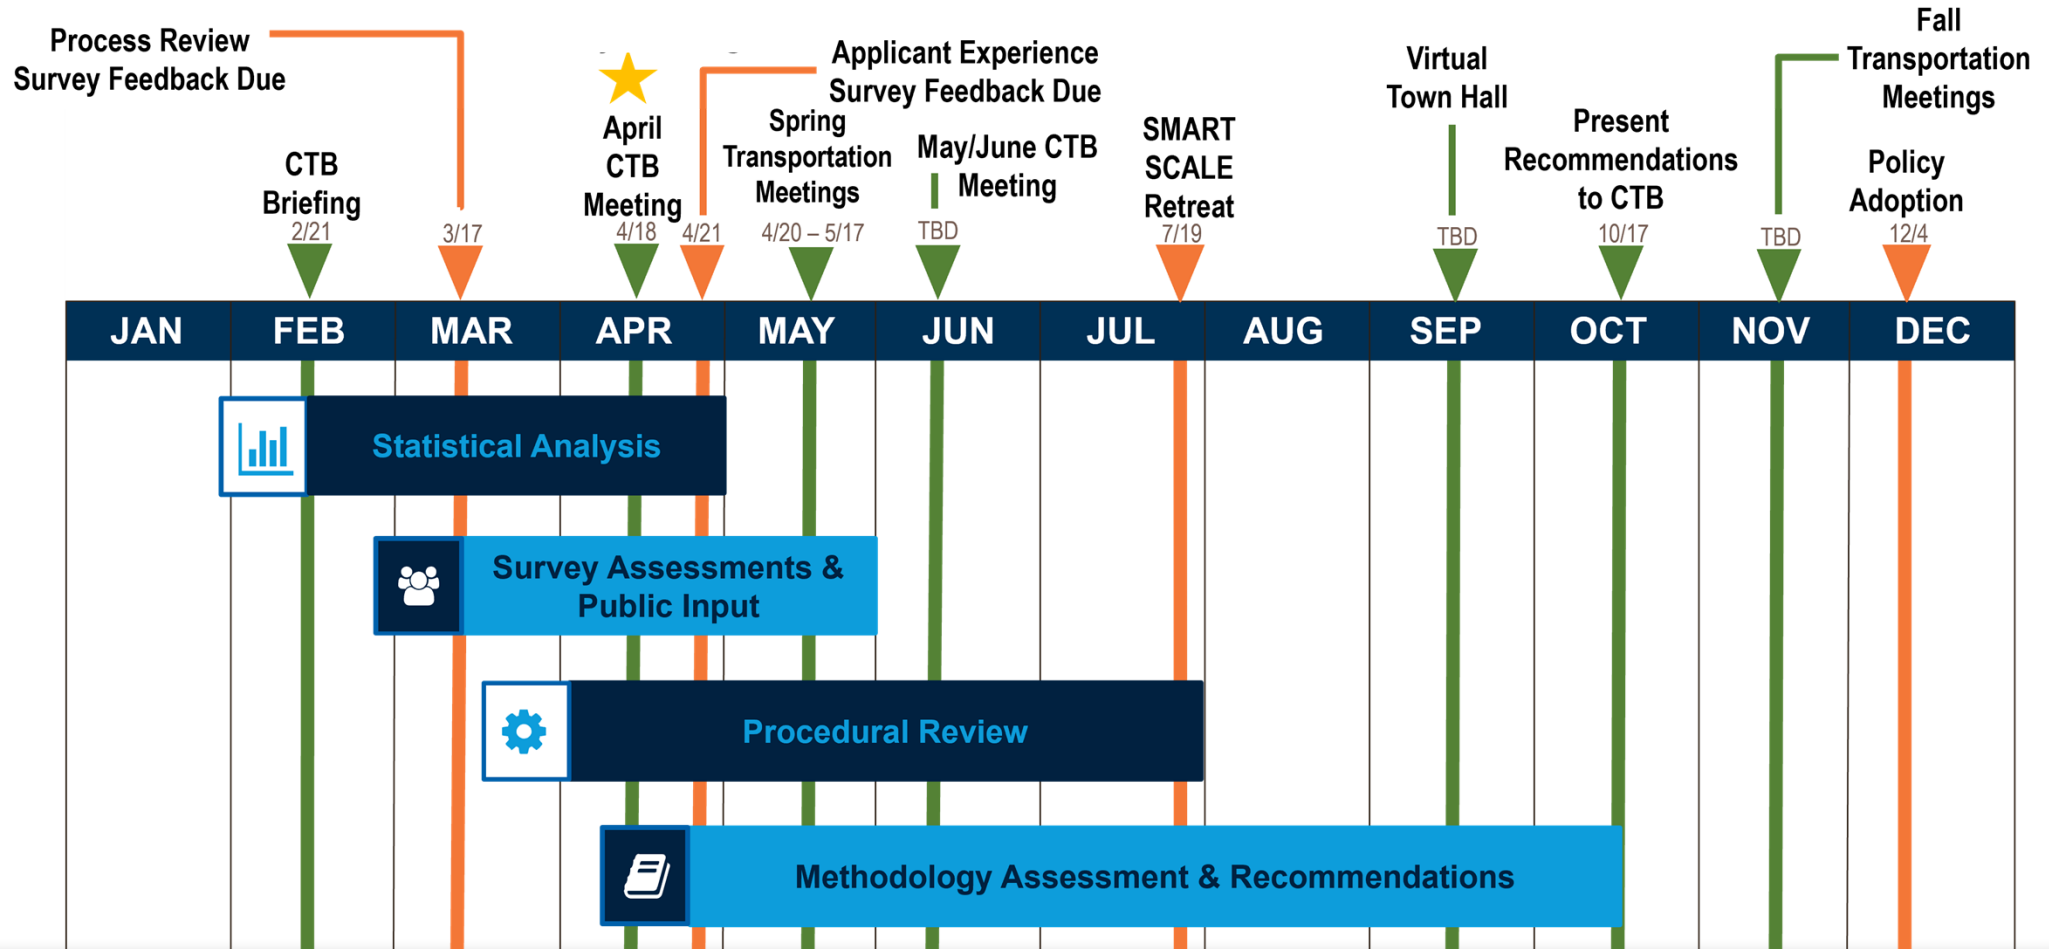 Process Review
Survey Feedback Due
CTB
Briefing
2/21
3/17
April
CTB
Meeting
4/18
Applicant Experience
Survey Feedback Due
4/21
Spring
Transportation
Meetings
4/20 – 5/17
May/June CTB
Meeting
TBD
SMART
SCALE
Retreat
7/19
Virtual
Town Hall
TBD
Present
Recommendations
to CTB
10/17
Fall
Transportation
Meetings
TBD
Policy
Adoption
12/4
JAN FEB MAR APR MAY JUN JUL AUG SEP OCT NOV DEC
Statistical Analysis
Survey Assessments &
Public Input
Procedural Review
Methodology Assessment & Recommendations